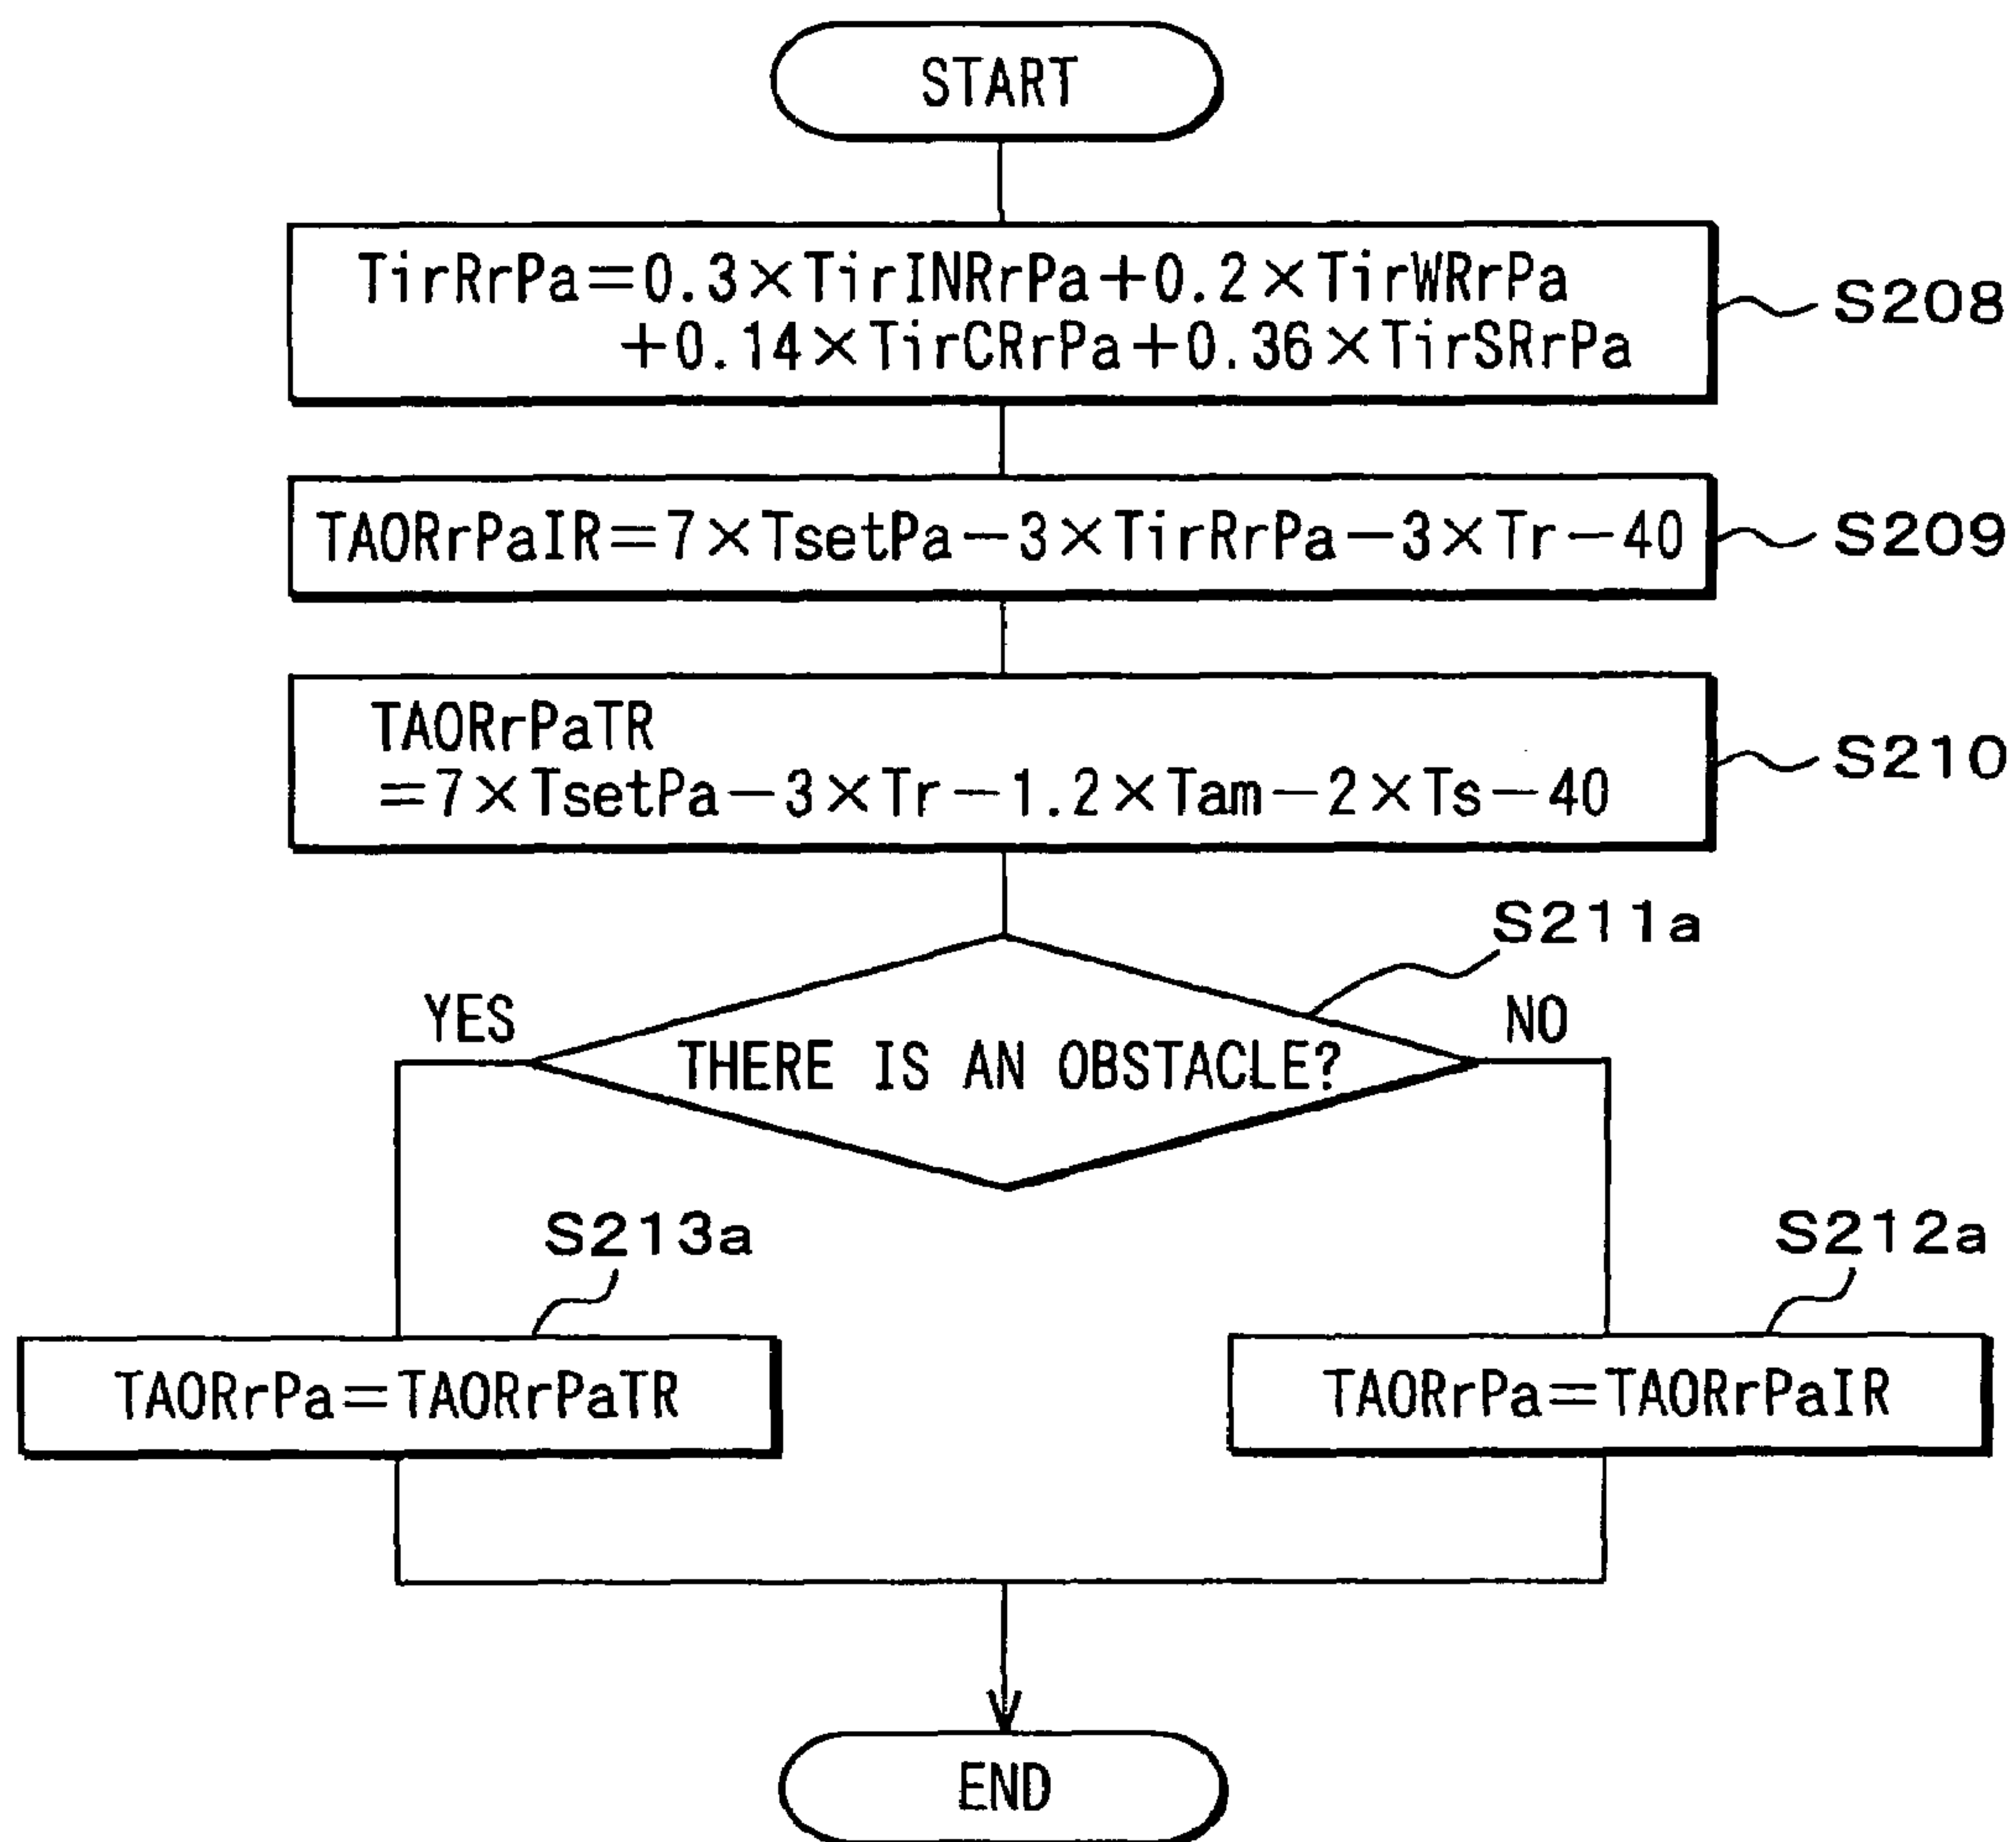 START
TirRrPa=0.3×TirINRrPa+0.2×TirWRrPa
+0.14×TirCRrPa+0.36×TirSRrPa
S208
TAORrPaIR=7×TsetPa-3×TirRrPa-3×Tr-40
S209
TAORrPaTR
=7×TsetPa-3×Tr-1.2×Tam-2×Ts-40
S210
S211a
YES
THERE IS AN OBSTACLE?
NO
S213a
S212a
TAORrPa=TAORrPaTR
TAORrPa=TAORrPaIR
END